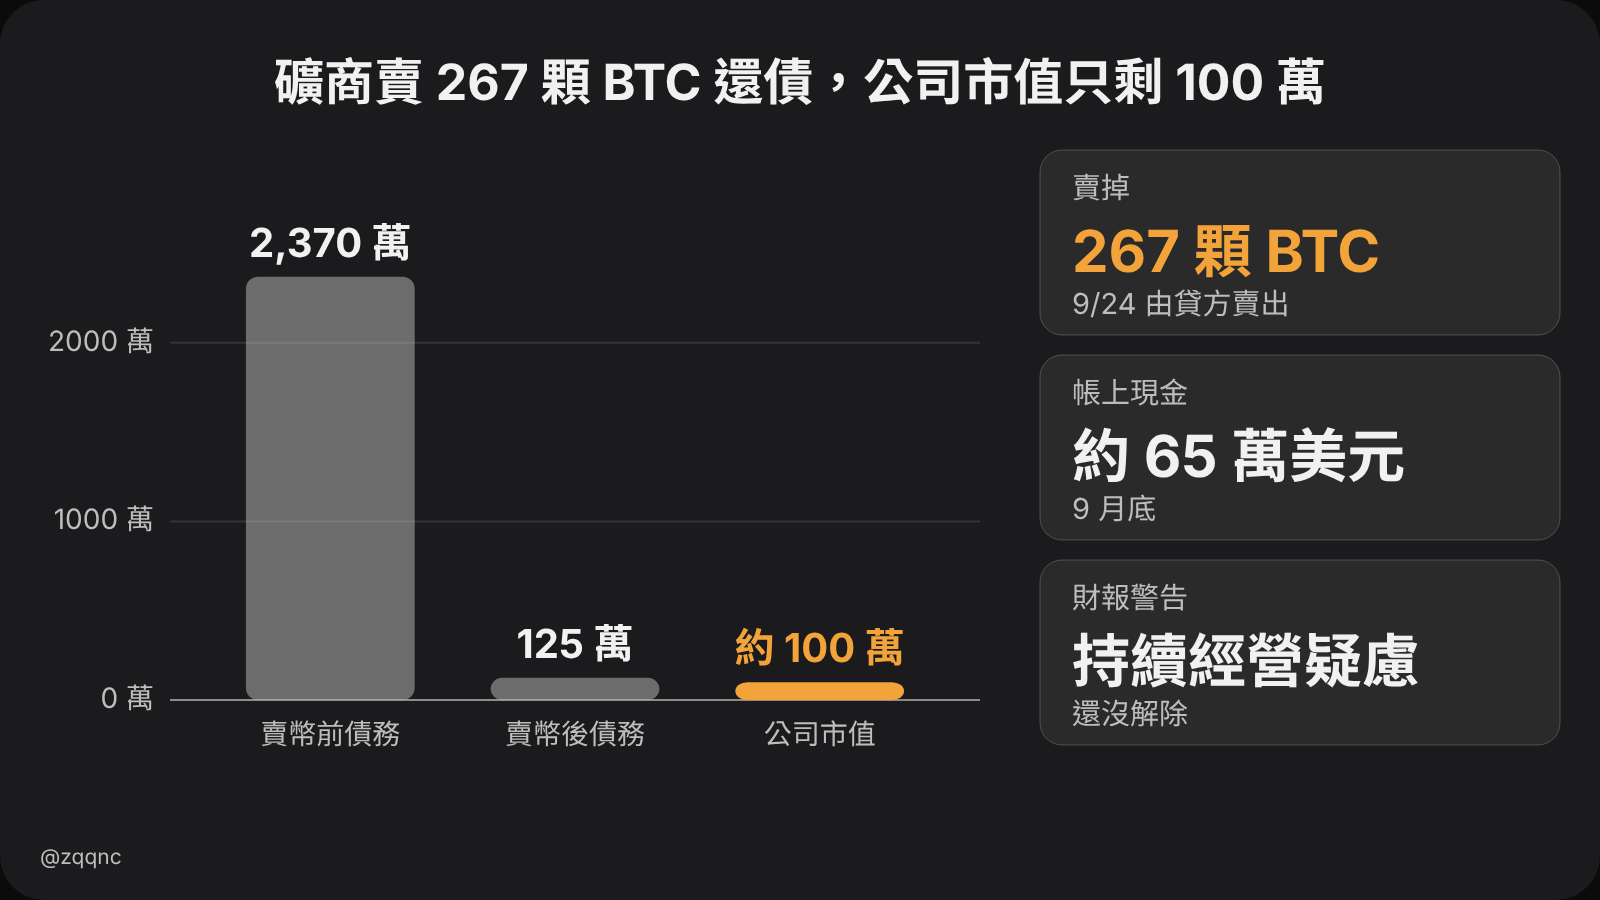 礦商賣 267 顆 BTC 還債，公司市值只剩 100 萬
2,370 萬
2000 萬
1000 萬
125 萬
約 100 萬
0 萬
賣幣前債務
賣幣後債務
公司市值
賣掉
267 顆 BTC
9/24 由貸方賣出
帳上現金
約 65 萬美元
9 月底
財報警告
持續經營疑慮
還沒解除
@zqqnc